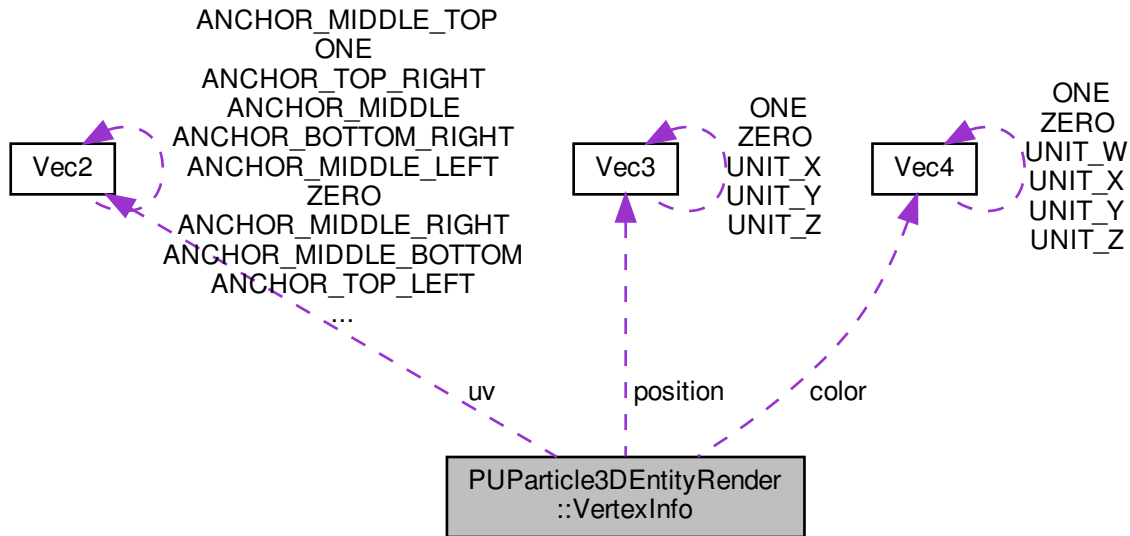 ANCHOR_MIDDLE_TOP
ONE
ANCHOR_TOP_RIGHT
ANCHOR_MIDDLE
ANCHOR_BOTTOM_RIGHT
ANCHOR_MIDDLE_LEFT
ZERO
ANCHOR_MIDDLE_RIGHT
ANCHOR_MIDDLE_BOTTOM
ANCHOR_TOP_LEFT
...
Vec2
ONE
ZERO
UNIT_X
UNIT_Y
UNIT_Z
Vec3
ONE
ZERO
UNIT_W
UNIT_X
UNIT_Y
UNIT_Z
Vec4
uv
position
color
PUParticle3DEntityRender
::VertexInfo